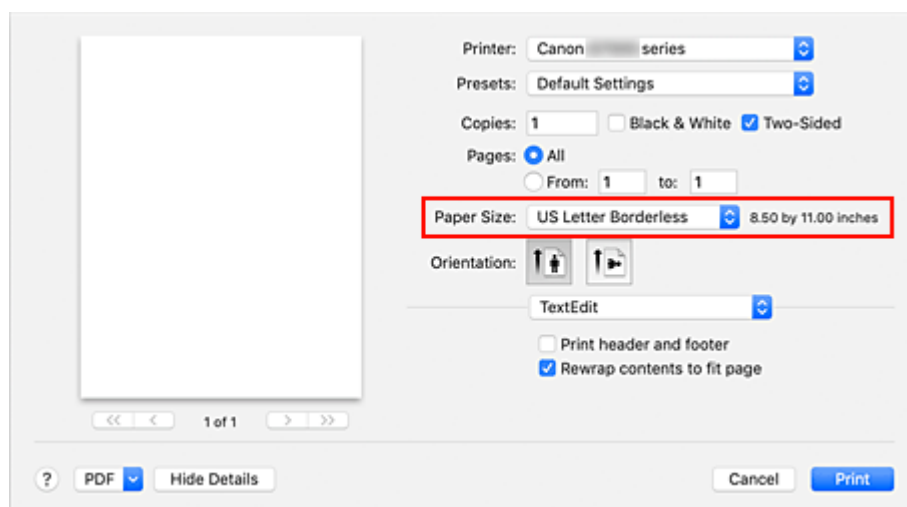 Printer: Canon series
Presets: Default Settings
Copies: 1 Black & White Two-Sided
Pages: All
From: 1 to: 1
Paper Size: US Letter Borderless 8.50 by 11.00 inches
Orientation:
TextEdit
Print header and footer
Rewrap contents to fit page
<< < 1 of 1 > >>
? PDF Hide Details Cancel Print